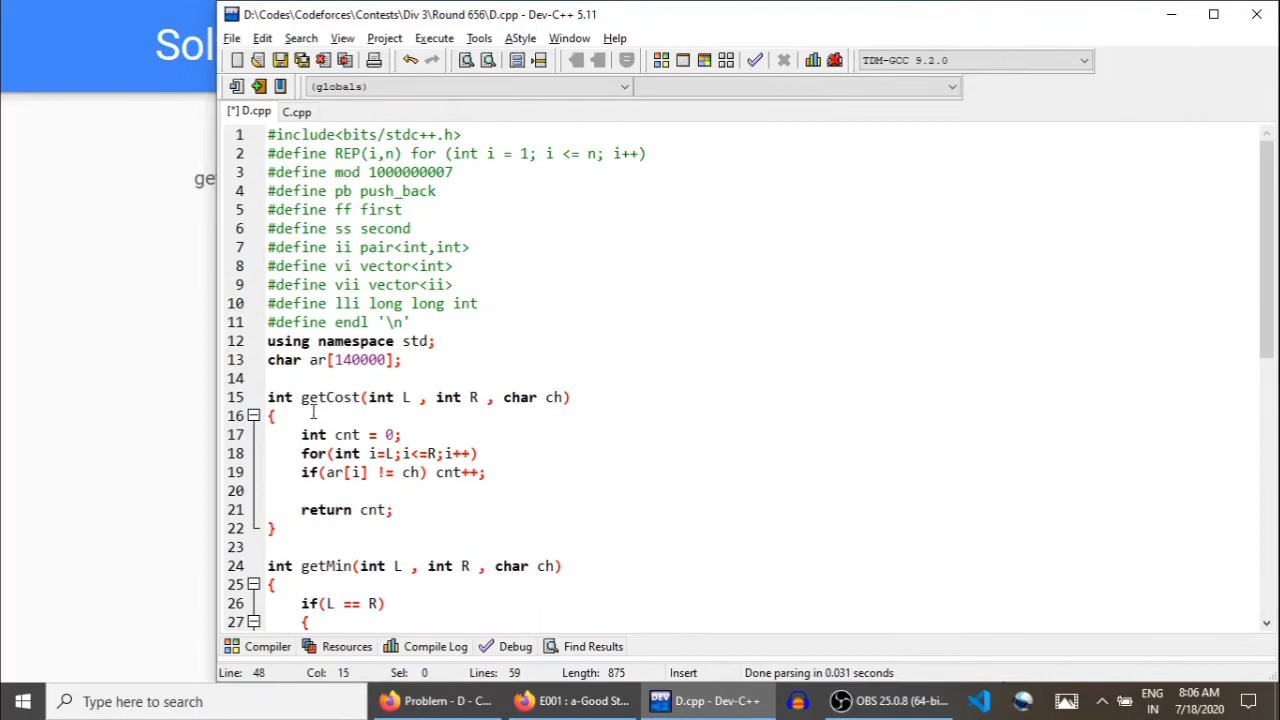 Sol
ge
D:\Codes\Codeforces\Contests\Div 3\Round 656\D.cpp - Dev-C++ 5.11
File Edit Search View Project Execute Tools AStyle Window Help
TDM-GCC 9.2.0
(globals)
[*] D.cpp C.cpp
1 #include<bits/stdc++.h>
2 #define REP(i,n) for (int i = 1; i <= n; i++)
3 #define mod 1000000007
4 #define pb push_back
5 #define ff first
6 #define ss second
7 #define ii pair<int,int>
8 #define vi vector<int>
9 #define vii vector<ii>
10 #define lli long long int
11 #define endl '\n'
12 using namespace std;
13 char ar[140000];
14
15 int getCost(int L , int R , char ch)
16 {
17 int cnt = 0;
18 for(int i=L;i<=R;i++)
19 if(ar[i] != ch) cnt++;
20
21 return cnt;
22 }
23
24 int getMin(int L , int R , char ch)
25 {
26 if(L == R)
27 {
Compiler Resources Compile Log Debug Find Results
Line: 48 Col: 15 Sel: 0 Lines: 59 Length: 875 Insert Done parsing in 0.031 seconds
Type here to search Problem - D - C... E001 : a-Good St... D.cpp - Dev-C++ OBS 25.0.8 (64-bi... ENG IN 8:06 AM 7/18/2020